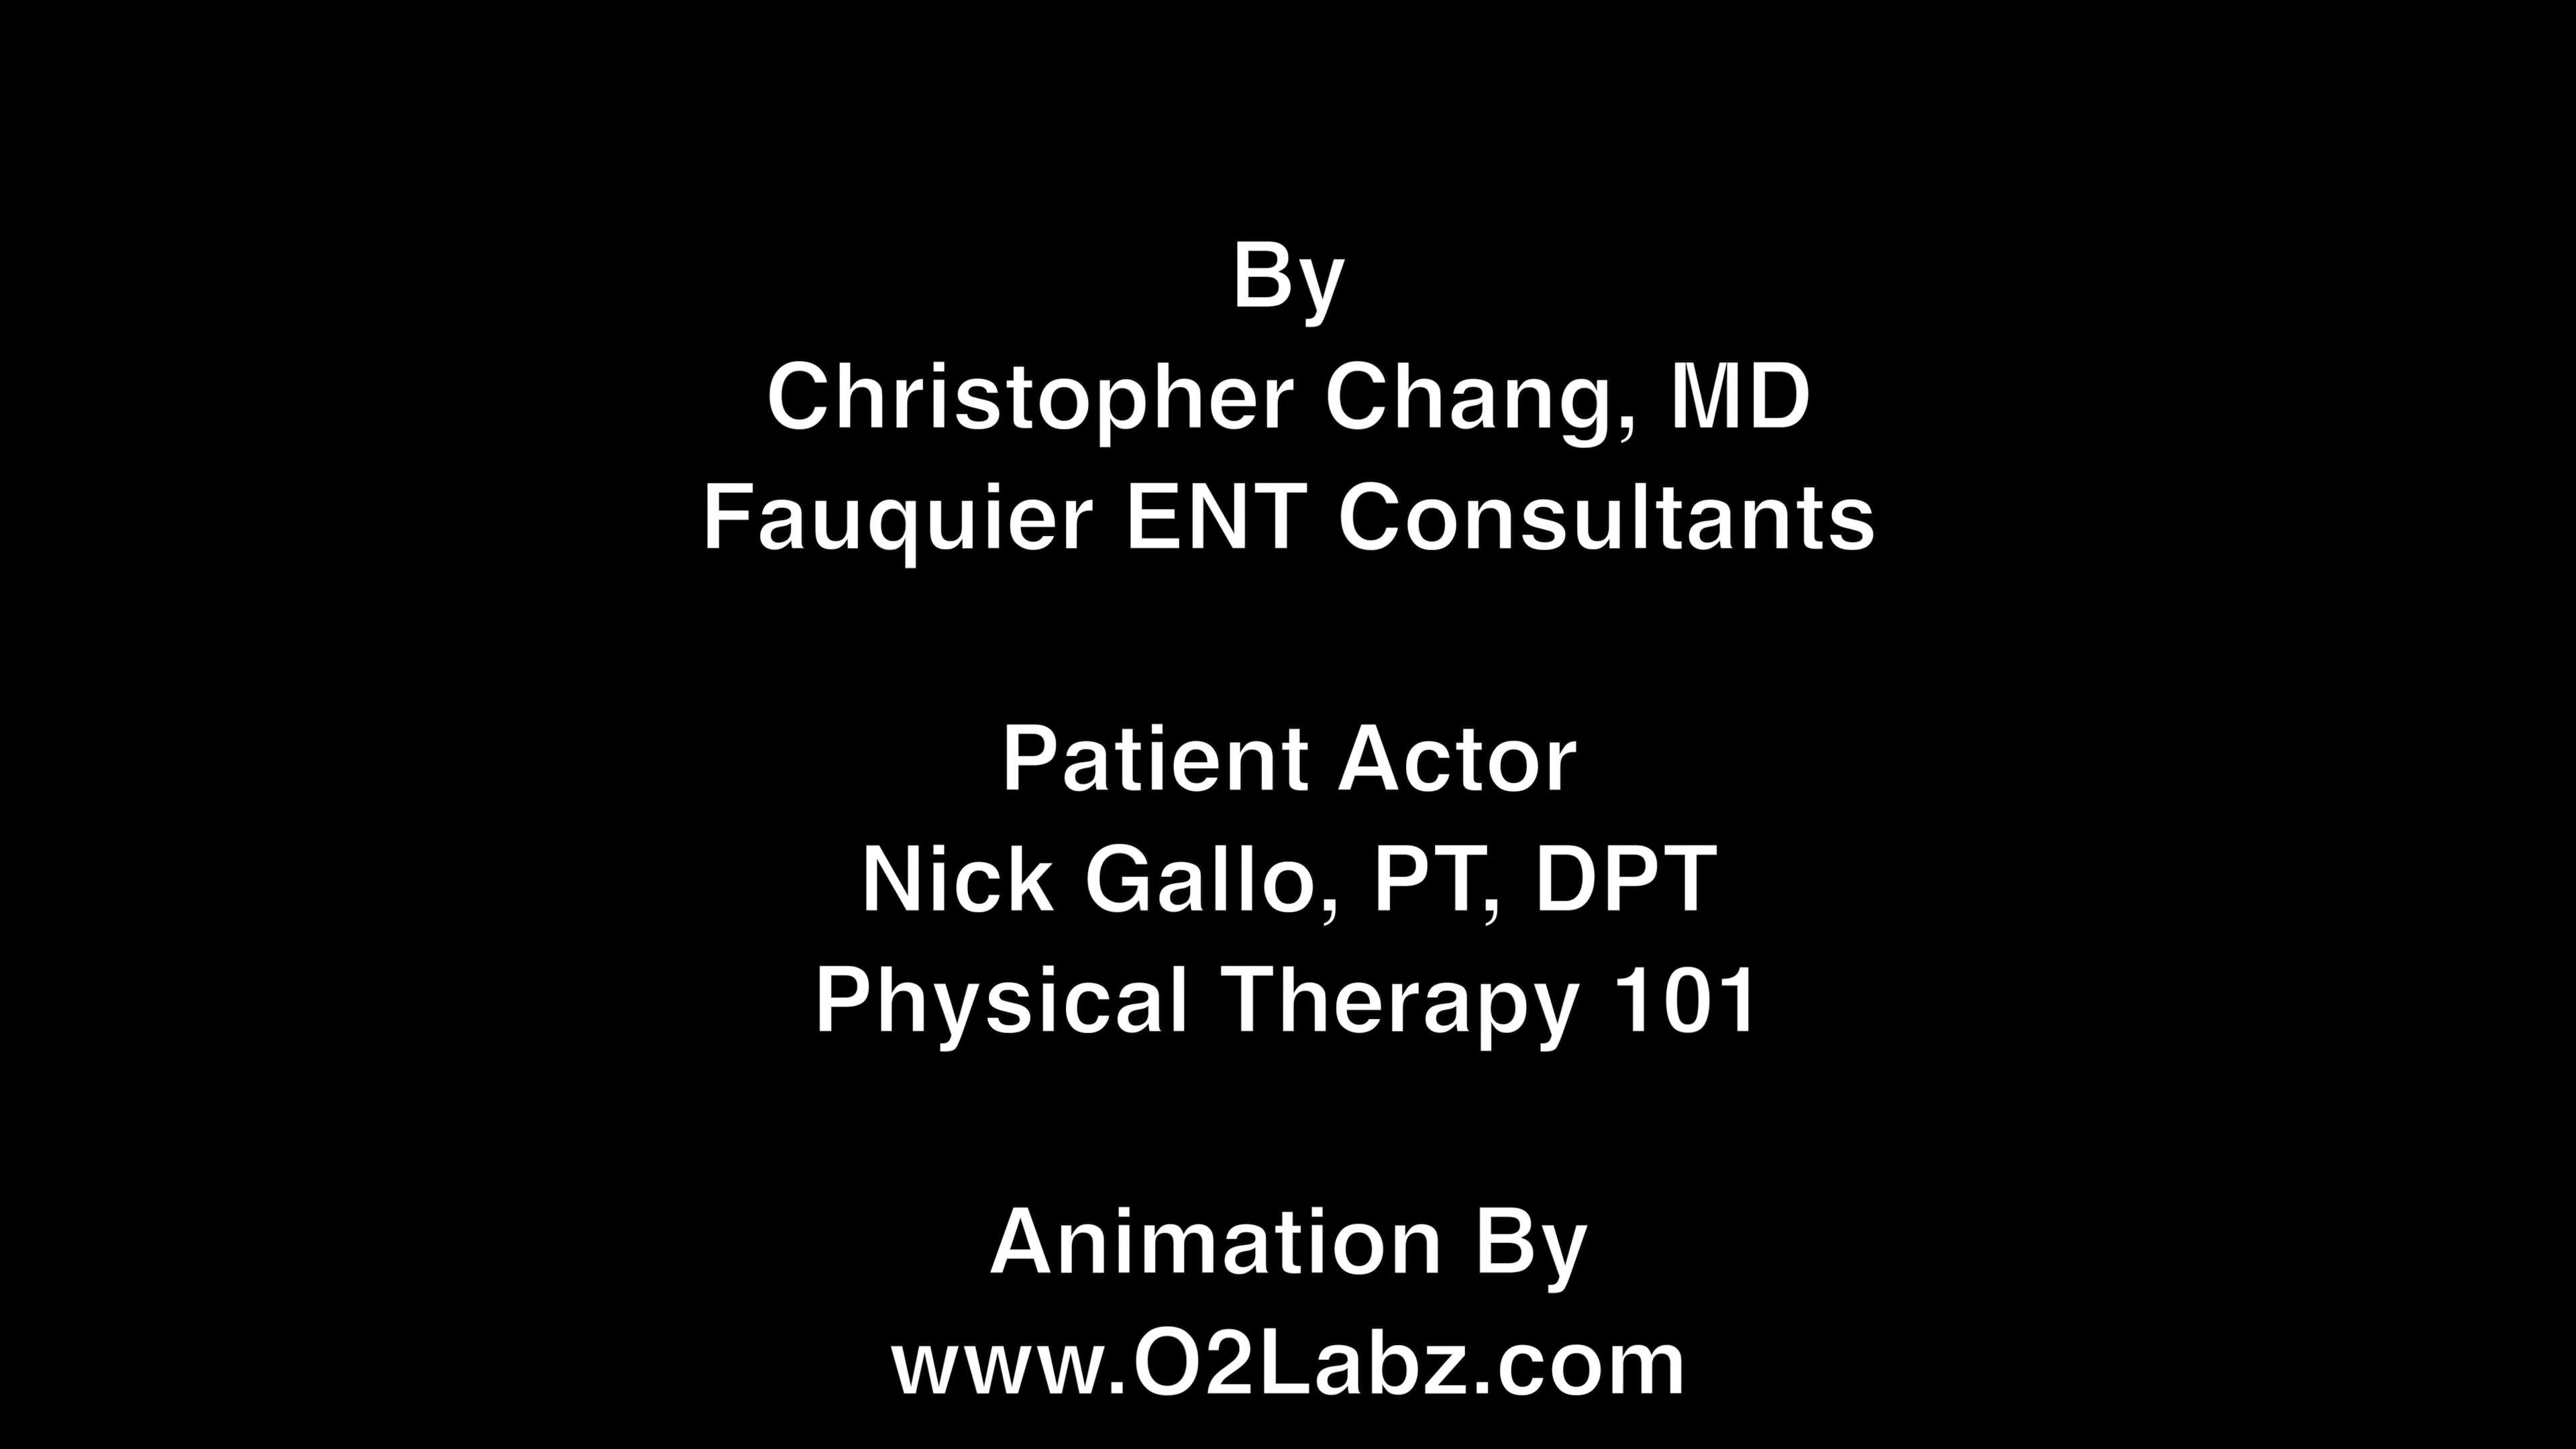 By
Christopher Chang, MD
Fauquier ENT Consultants
Patient Actor
Nick Gallo, PT, DPT
Physical Therapy 101
Animation By
www.O2Labz.com